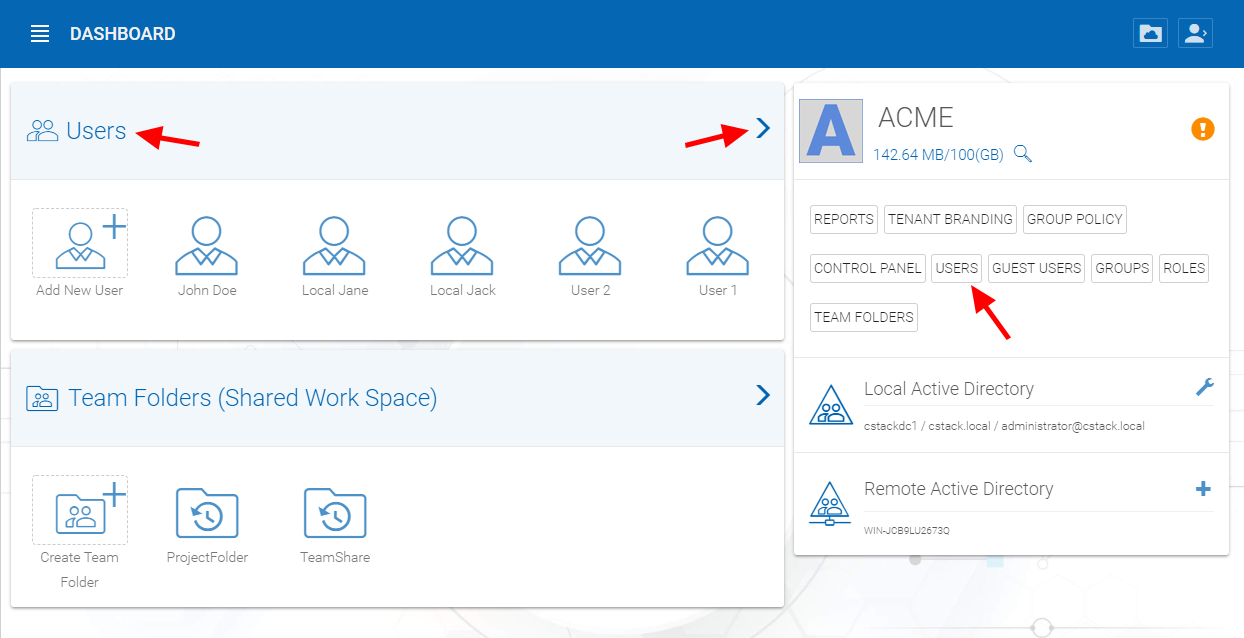 DASHBOARD
Users
Add New User
John Doe
Local Jane
Local Jack
User 2
User 1
Team Folders (Shared Work Space)
Create Team
Folder
ProjectFolder
TeamShare
A
ACME
142.64 MB/100(GB)
REPORTS
TENANT BRANDING
GROUP POLICY
CONTROL PANEL
USERS
GUEST USERS
GROUPS
ROLES
TEAM FOLDERS
Local Active Directory
cstackdc1 / cstack.local / administrator@cstack.local
Remote Active Directory
WIN-JOB9LU2673Q